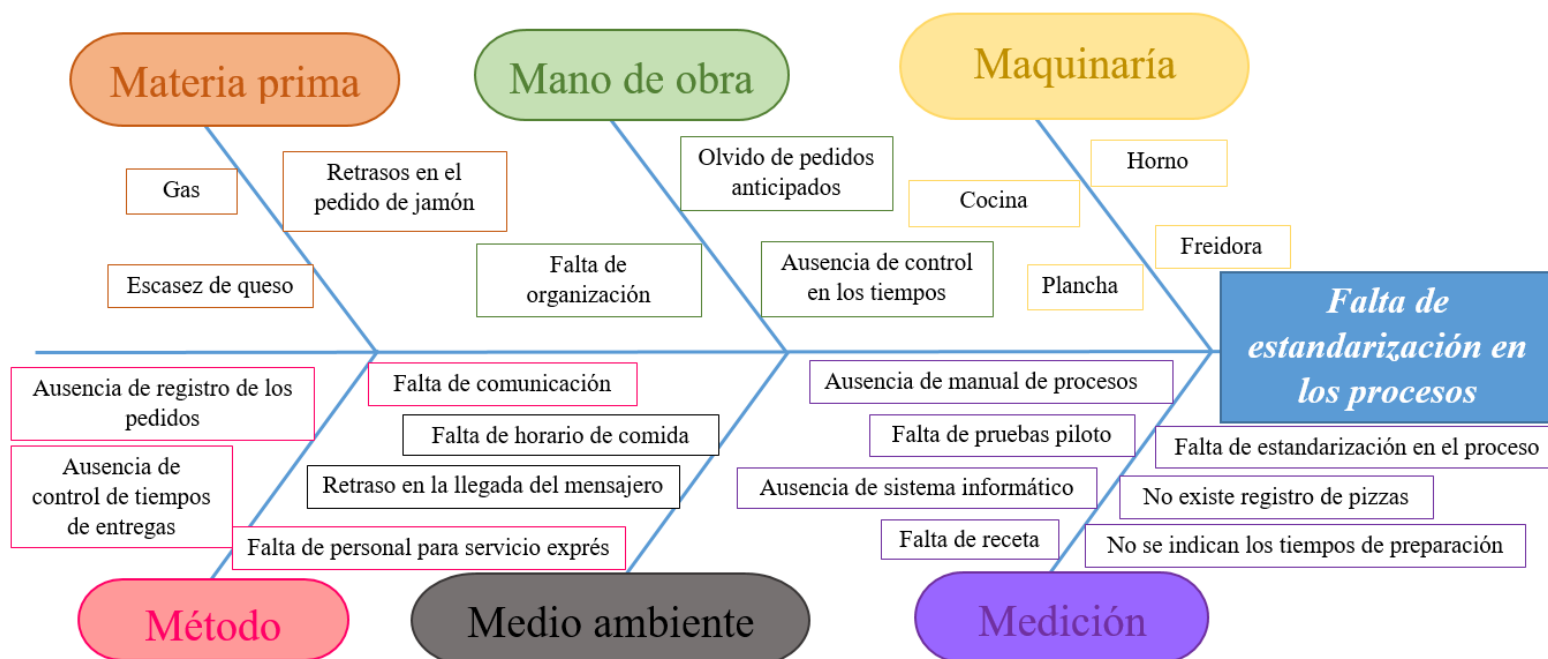 Materia prima
Mano de obra
Maquinaría
Gas
Retrasos en el
pedido de jamón
Escasez de queso
Olvido de pedidos
anticipados
Falta de
organización
Ausencia de control
en los tiempos
Horno
Cocina
Freidora
Plancha
Falta de
estandarización en
los procesos
Ausencia de registro de los
pedidos
Ausencia de
control de tiempos
de entregas
Falta de comunicación
Falta de personal para servicio exprés
Falta de horario de comida
Retraso en la llegada del mensajero
Ausencia de manual de procesos
Falta de pruebas piloto
Ausencia de sistema informático
Falta de receta
Falta de estandarización en el proceso
No existe registro de pizzas
No se indican los tiempos de preparación
Método
Medio ambiente
Medición